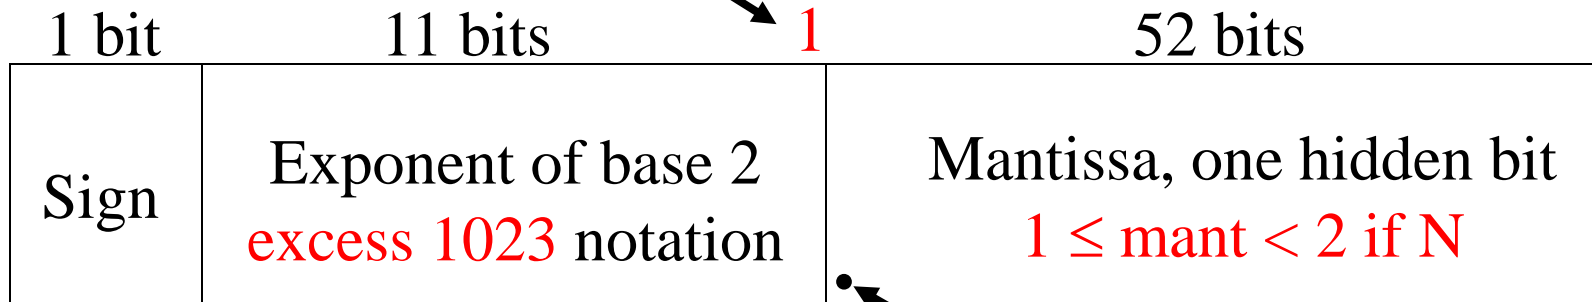 1 bit 11 bits 1 52 bits
Sign
Exponent of base 2
excess 1023 notation
Mantissa, one hidden bit
1 ≤ mant < 2 if N